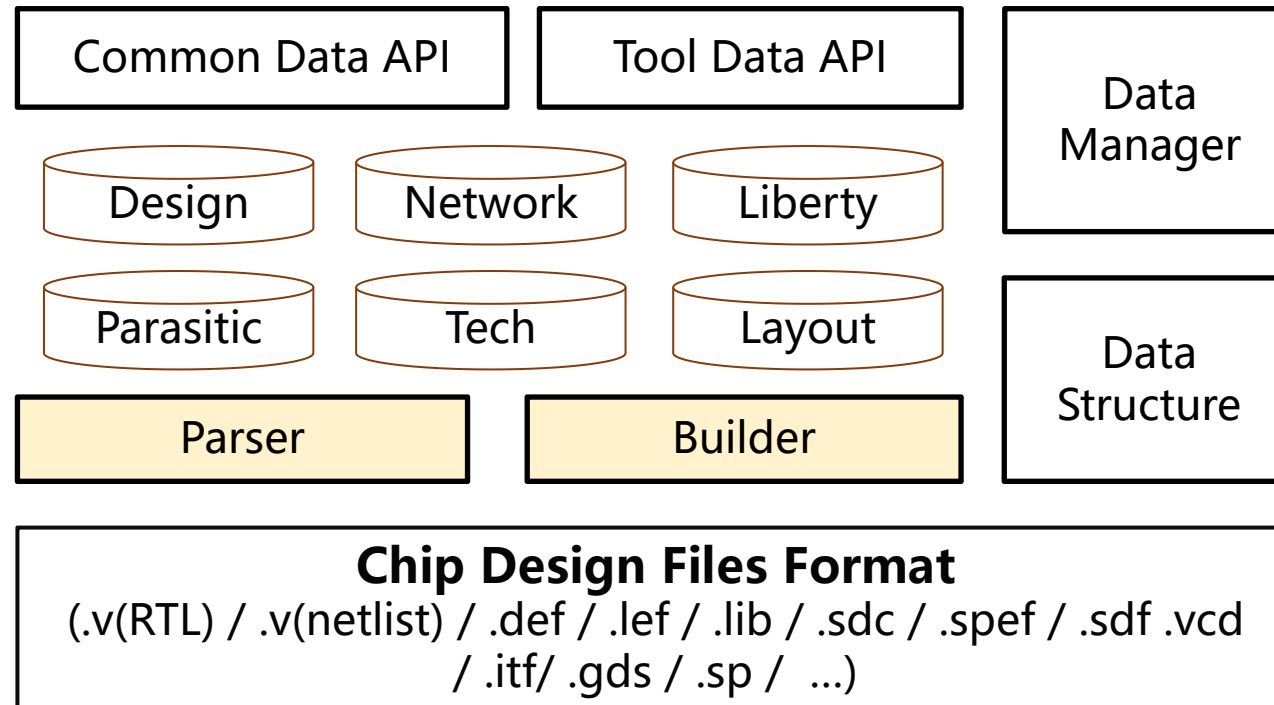 Common Data API
Tool Data API
Data
Manager
Design
Network
Liberty
Parasitic
Tech
Layout
Data
Structure
Parser
Builder
Chip Design Files Format
(.v(RTL) / .v(netlist) / .def / .lef / .lib / .sdc / .spef / .sdf .vcd
/ .itf/ .gds / .sp / ...)